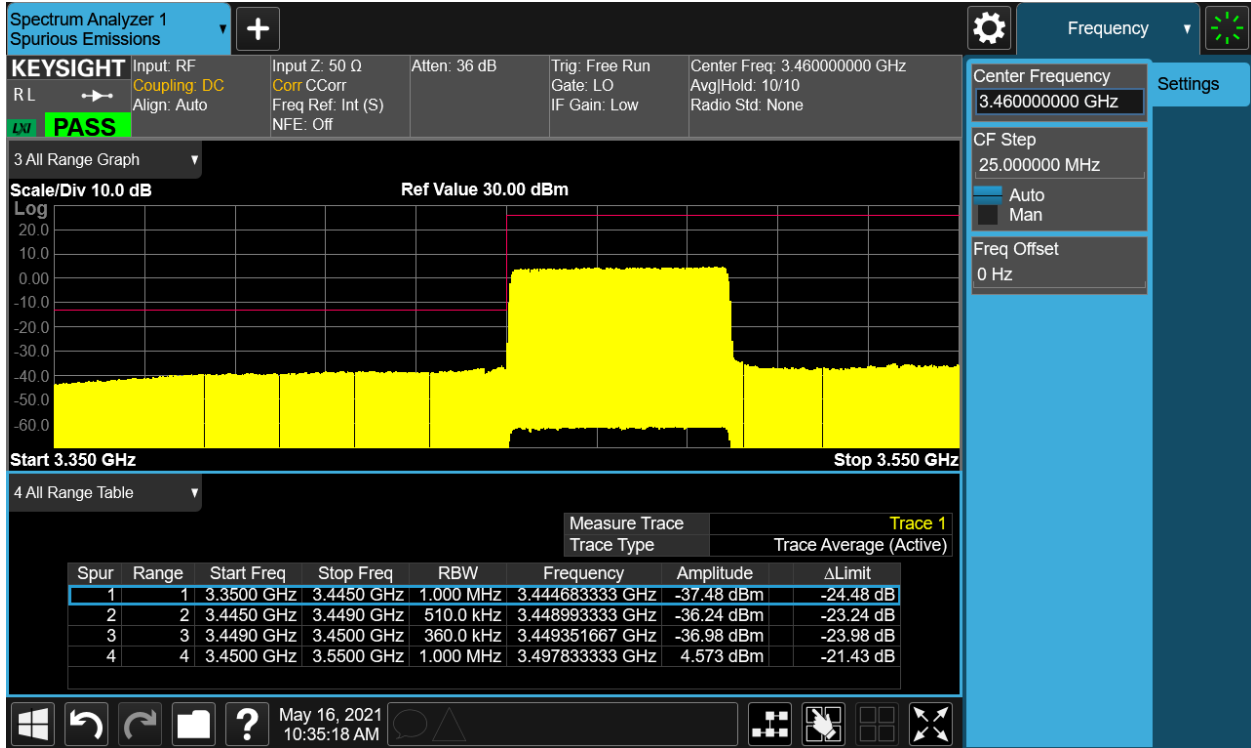 Spectrum Analyzer 1
Spurious Emissions
Frequency
KEYSIGHT
R L
LXI
PASS
Input: RF
Coupling: DC
Align: Auto
Input Z: 50 Ω
Corr CCorr
Freq Ref: Int (S)
NFE: Off
Atten: 36 dB
Trig: Free Run
Gate: LO
IF Gain: Low
Center Freq: 3.460000000 GHz
Avg|Hold: 10/10
Radio Std: None
Center Frequency
3.460000000 GHz
Settings
CF Step
25.000000 MHz
Auto
Man
Freq Offset
0 Hz
3 All Range Graph
Scale/Div 10.0 dB
Ref Value 30.00 dBm
Log
20.0
10.0
0.00
-10.0
-20.0
-30.0
-40.0
-50.0
-60.0
Start 3.350 GHz
Stop 3.550 GHz
4 All Range Table
Measure Trace Trace 1
Trace Type Trace Average (Active)
Spur Range Start Freq Stop Freq RBW Frequency Amplitude ΔLimit
1 1 3.3500 GHz 3.4450 GHz 1.000 MHz 3.444683333 GHz -37.48 dBm -24.48 dB
2 2 3.4450 GHz 3.4490 GHz 510.0 kHz 3.448993333 GHz -36.24 dBm -23.24 dB
3 3 3.4490 GHz 3.4500 GHz 360.0 kHz 3.449351667 GHz -36.98 dBm -23.98 dB
4 4 3.4500 GHz 3.5500 GHz 1.000 MHz 3.497833333 GHz 4.573 dBm -21.43 dB
?
May 16, 2021
10:35:18 AM